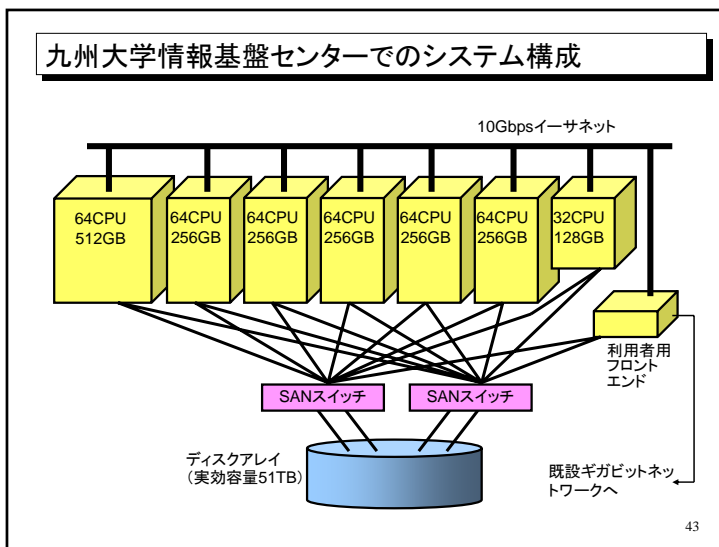 九州大学情報基盤センターでのシステム構成
10Gbpsイーサネット
64CPU
512GB
64CPU
256GB
64CPU
256GB
64CPU
256GB
64CPU
256GB
64CPU
256GB
32CPU
128GB
利用者用
フロント
エンド
SANスイッチ
SANスイッチ
ディスクアレイ
(実効容量51TB)
既設ギガビットネッ
トワークへ
43